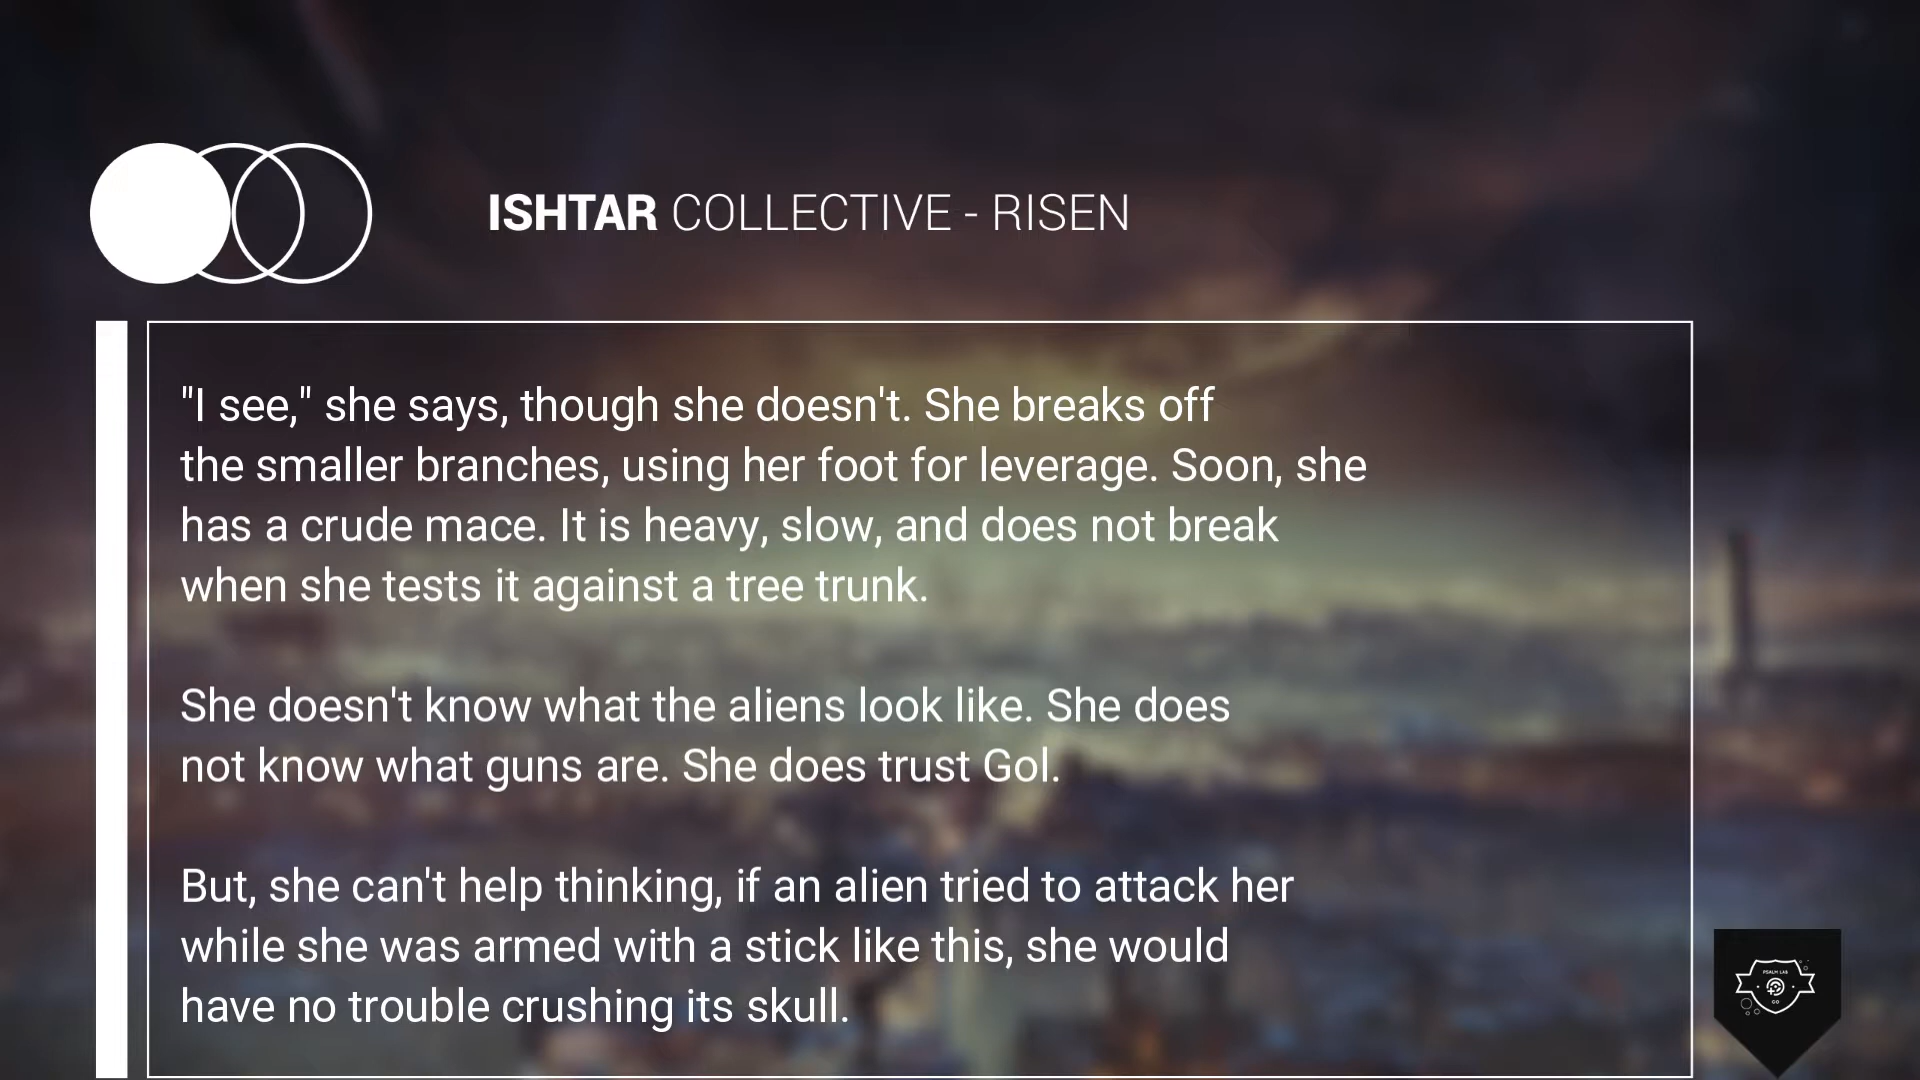 ISHTAR COLLECTIVE - RISEN
"I see," she says, though she doesn't. She breaks off
the smaller branches, using her foot for leverage. Soon, she
has a crude mace. It is heavy, slow, and does not break
when she tests it against a tree trunk.
She doesn't know what the aliens look like. She does
not know what guns are. She does trust Gol.
But, she can't help thinking, if an alien tried to attack her
while she was armed with a stick like this, she would
have no trouble crushing its skull.
PSALM LAB
GO